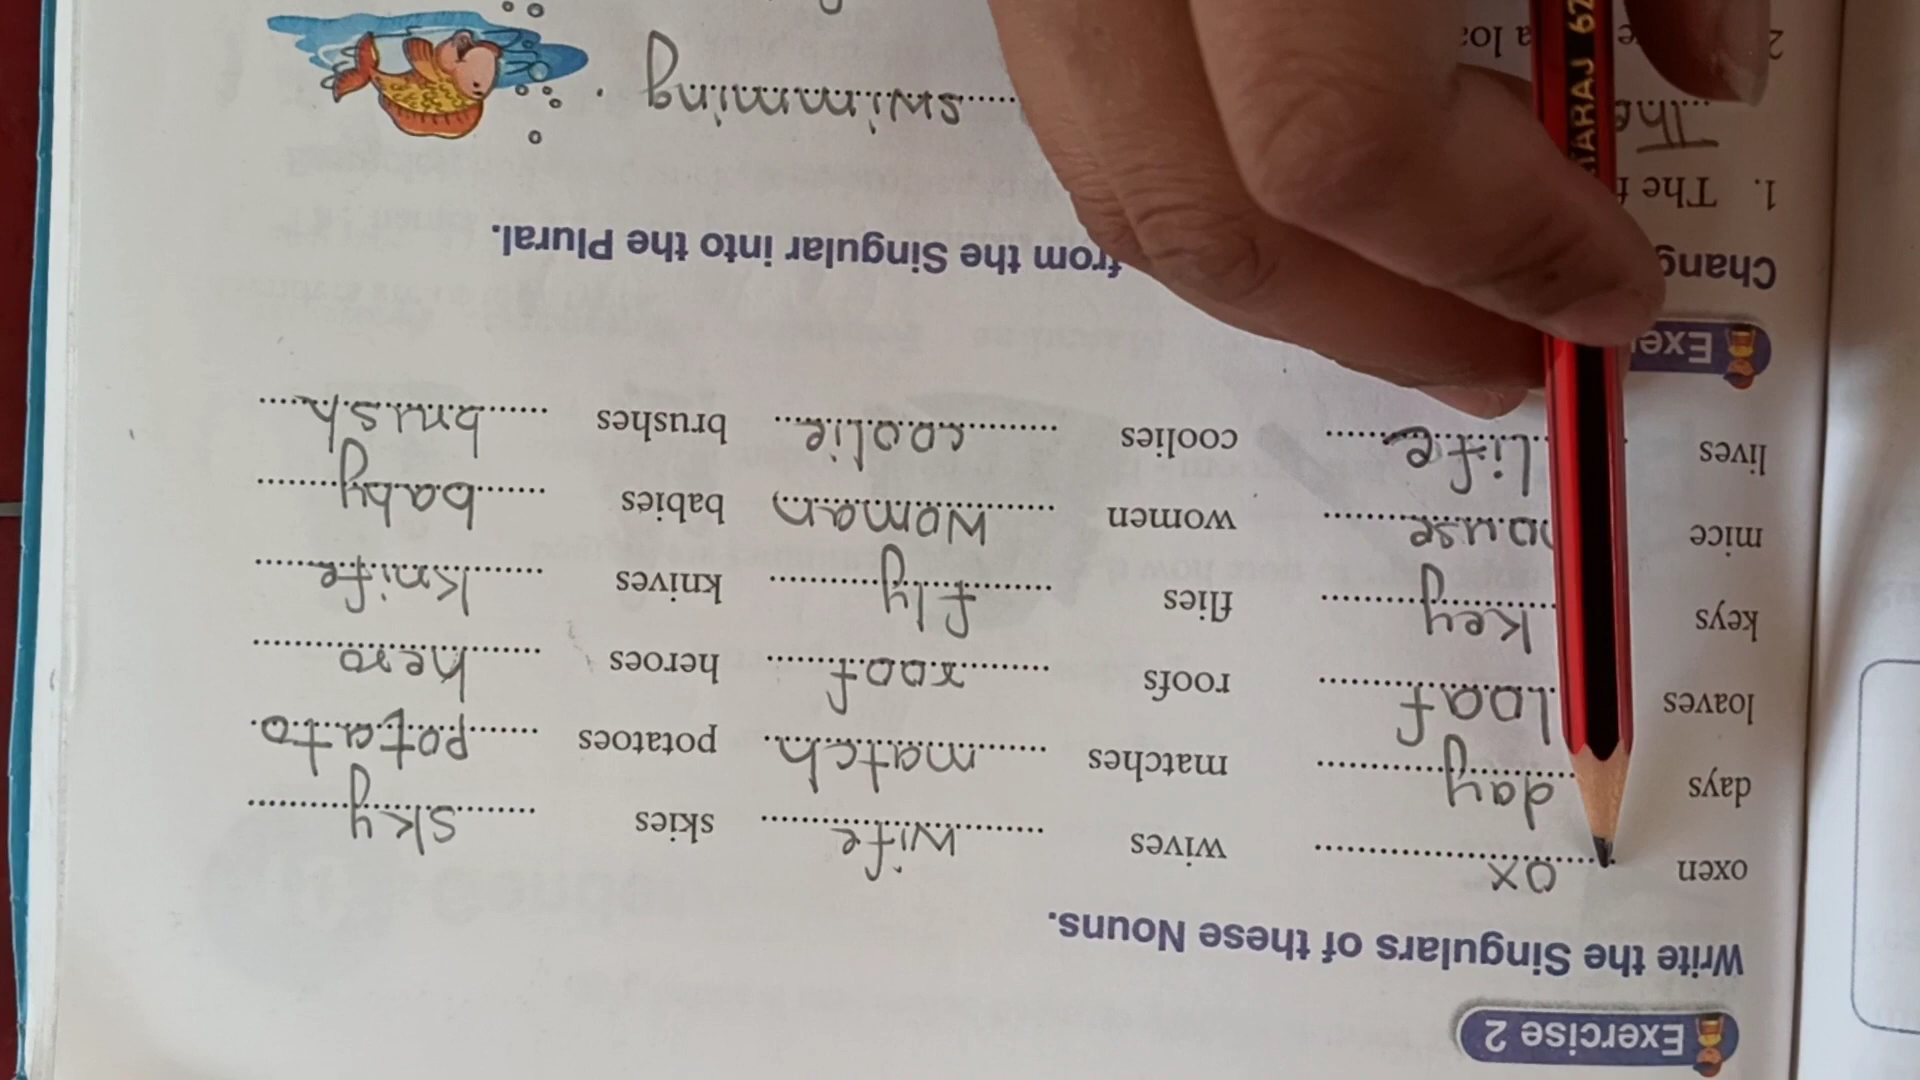 Exercise 2
Write the Singulars of these Nouns.
oxen ox wives wife skies sky
days day matches match potatoes potato
loaves loaf roofs roof heroes hero
keys key flies fly knives knife
mice women woman babies baby
lives life coolies coolie brushes brush
from the Singular into the Plural.
1. The
The swimming.
2 a